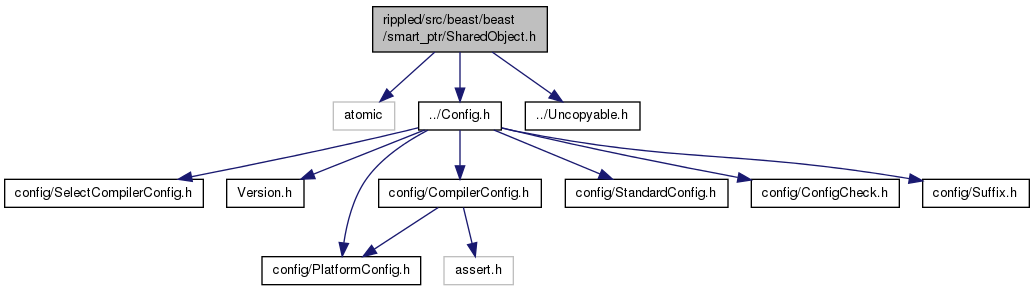 rippled/src/beast/beast
/smart_ptr/SharedObject.h
atomic
../Config.h
../Uncopyable.h
config/SelectCompilerConfig.h
Version.h
config/CompilerConfig.h
config/StandardConfig.h
config/ConfigCheck.h
config/Suffix.h
config/PlatformConfig.h
assert.h